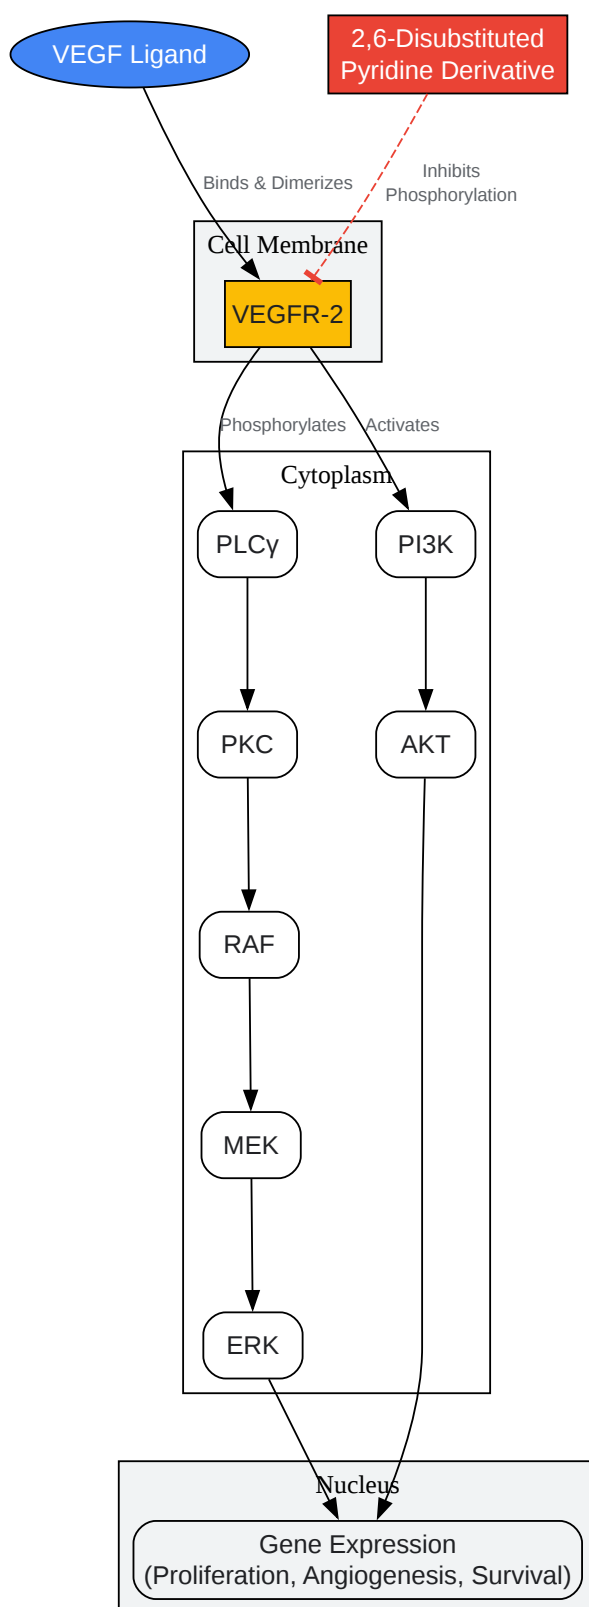 VEGF Ligand
2,6-Disubstituted
Pyridine Derivative
Binds & Dimerizes
Inhibits
Phosphorylation
Cell Membrane
VEGFR-2
Phosphorylates
Activates
Cytoplasm
PLCγ
PI3K
PKC
AKT
RAF
MEK
ERK
Nucleus
Gene Expression
(Proliferation, Angiogenesis, Survival)